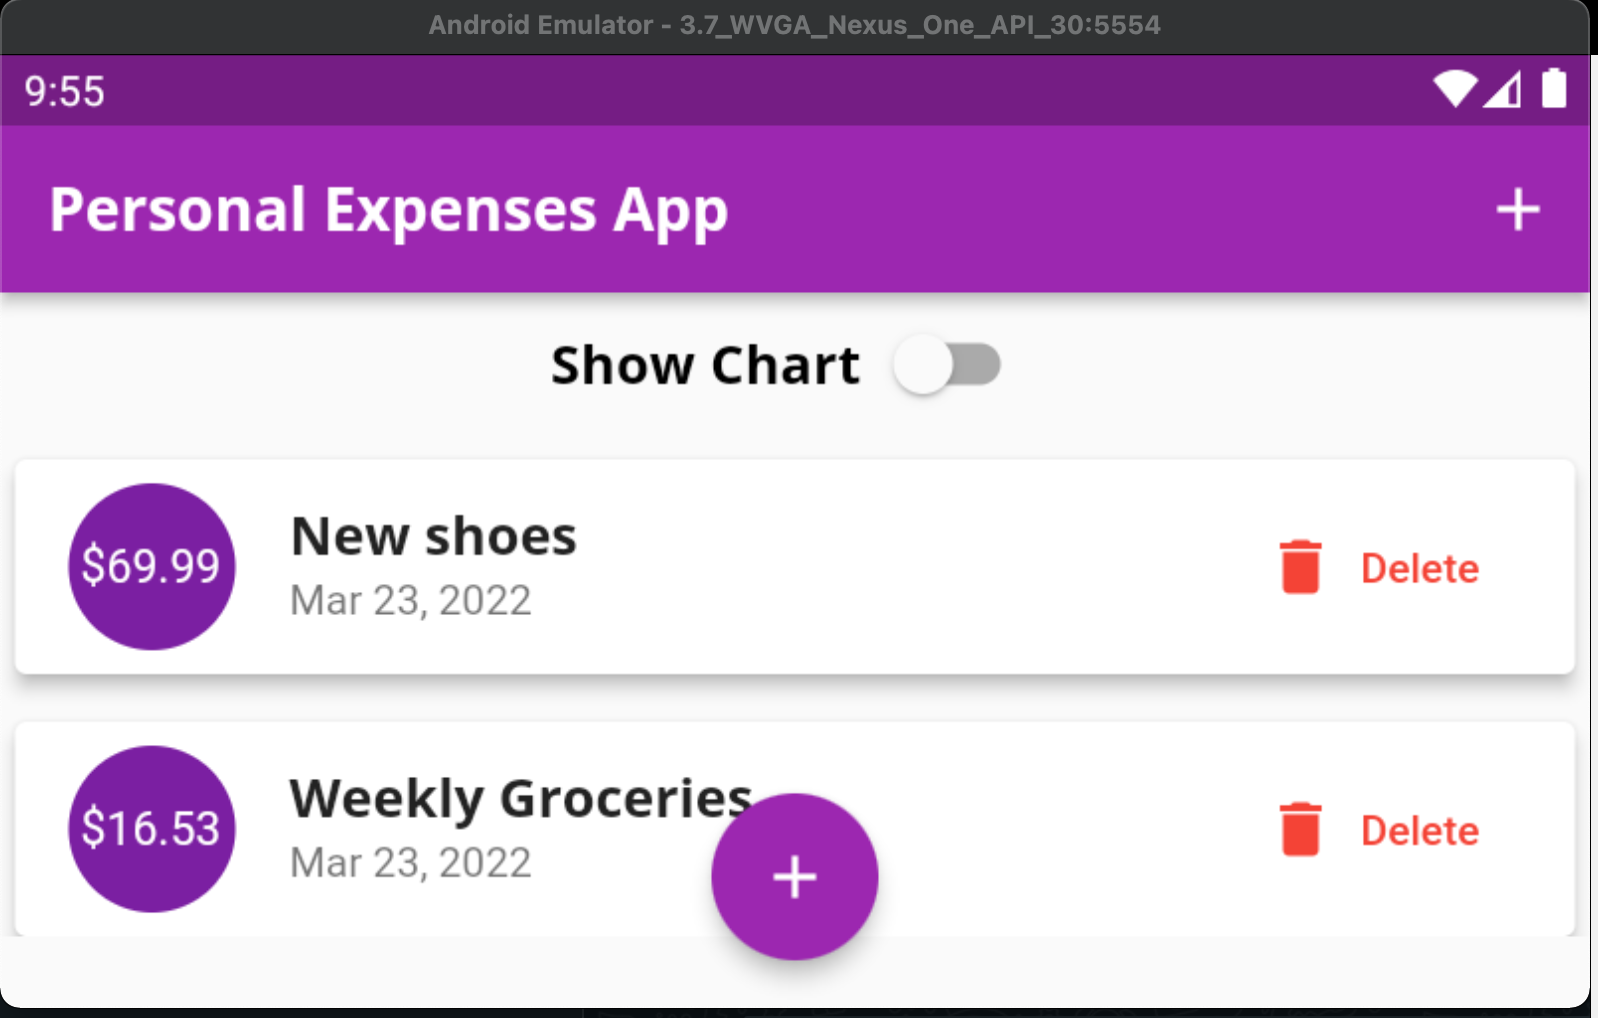 Android Emulator - 3.7_WVGA_Nexus_One_API_30:5554
9:55
Personal Expenses App
Show Chart
$69.99
New shoes
Mar 23, 2022
Delete
$16.53
Weekly Groceries
Mar 23, 2022
Delete